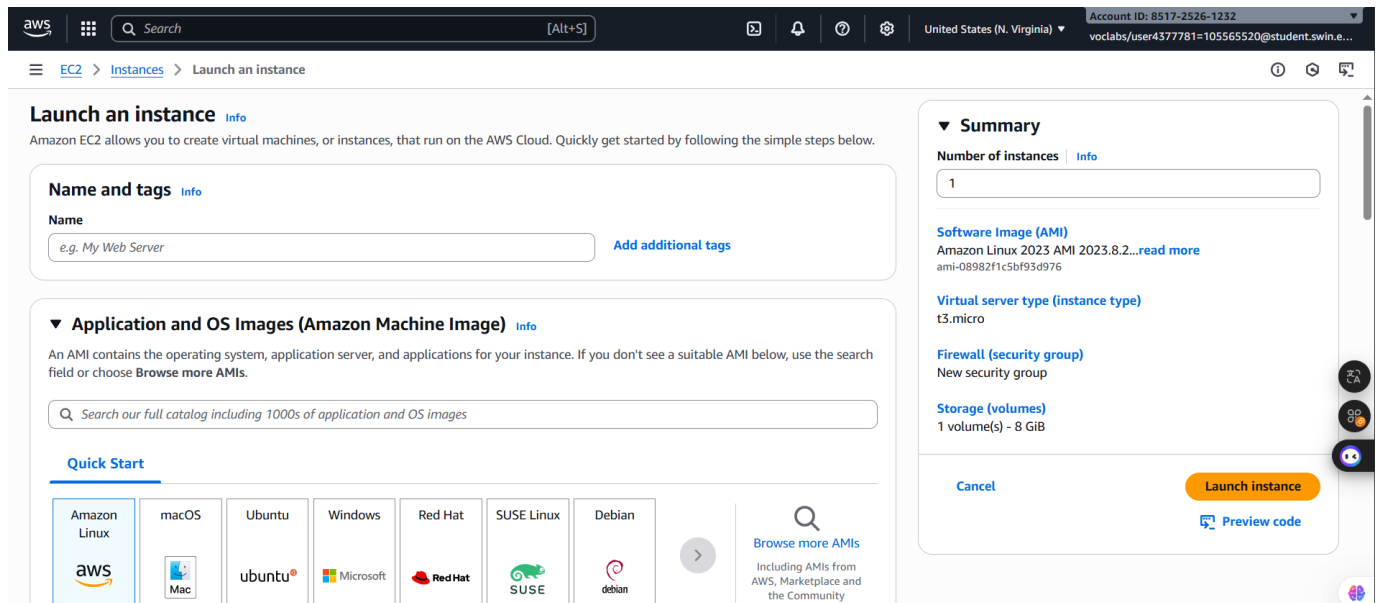 aws
Search [Alt+S]
United States (N. Virginia)
Account ID: 8517-2526-1232
voclabs/user4377781=105565520@student.swin.e...
EC2 > Instances > Launch an instance
Launch an instance Info
Amazon EC2 allows you to create virtual machines, or instances, that run on the AWS Cloud. Quickly get started by following the simple steps below.
Name and tags Info
Name
e.g. My Web Server
Add additional tags
Application and OS Images (Amazon Machine Image) Info
An AMI contains the operating system, application server, and applications for your instance. If you don't see a suitable AMI below, use the search
field or choose Browse more AMIs.
Search our full catalog including 1000s of application and OS images
Quick Start
Amazon
Linux
aws
macOS
Mac
Ubuntu
ubuntu
Windows
Microsoft
Red Hat
Red Hat
SUSE Linux
SUSE
Debian
debian
Browse more AMIs
Including AMIs from
AWS, Marketplace and
the Community
Summary
Number of instances Info
1
Software Image (AMI)
Amazon Linux 2023 AMI 2023.8.2...read more
ami-08982f1c5bf93d976
Virtual server type (instance type)
t3.micro
Firewall (security group)
New security group
Storage (volumes)
1 volume(s) - 8 GiB
Cancel
Launch instance
Preview code